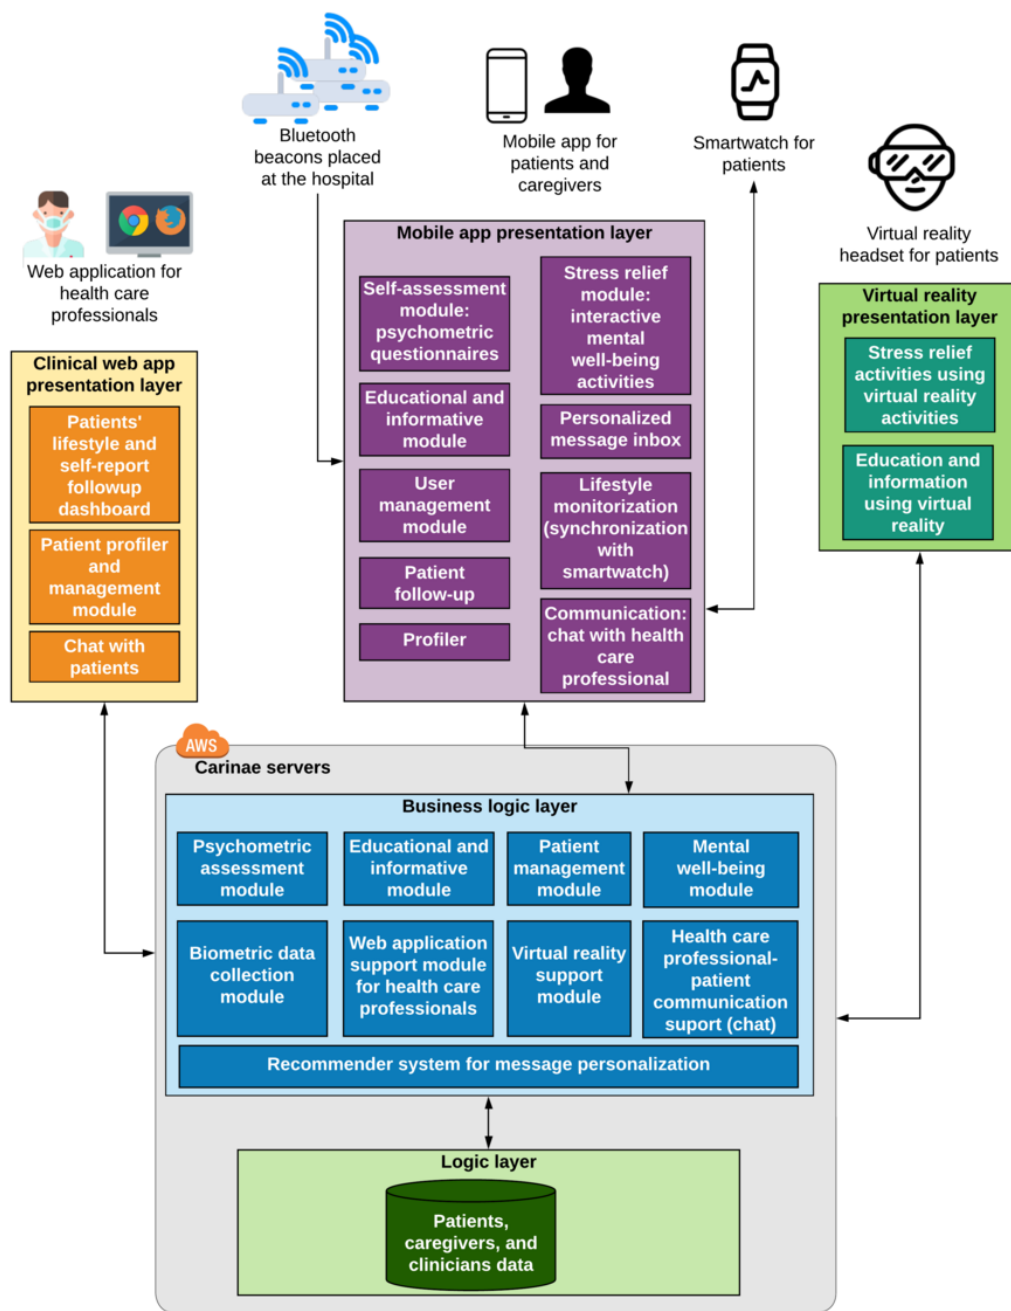 Bluetooth
beacons placed
at the hospital
Mobile app for
patients and
caregivers
Smartwatch for
patients
Virtual reality
headset for patients
Web application for
health care
professionals
Clinical web app
presentation layer
Patients'
lifestyle and
self-report
followup
dashboard
Patient profiler
and
management
module
Chat with
patients
Mobile app presentation layer
Self-assessment
module:
psychometric
questionnaires
Educational and
informative
module
User
management
module
Patient
follow-up
Profiler
Stress relief
module:
interactive
mental
well-being
activities
Personalized
message inbox
Lifestyle
monitorization
(synchronization
with
smartwatch)
Communication:
chat with health
care
professional
Virtual reality
presentation layer
Stress relief
activities using
virtual reality
activities
Education and
information
using virtual
reality
AWS
Carinae servers
Business logic layer
Psychometric
assessment
module
Educational and
informative
module
Patient
management
module
Mental
well-being
module
Biometric data
collection
module
Web application
support module
for health care
professionals
Virtual reality
support
module
Health care
professional-
patient
communication
suport (chat)
Recommender system for message personalization
Logic layer
Patients,
caregivers, and
clinicians data